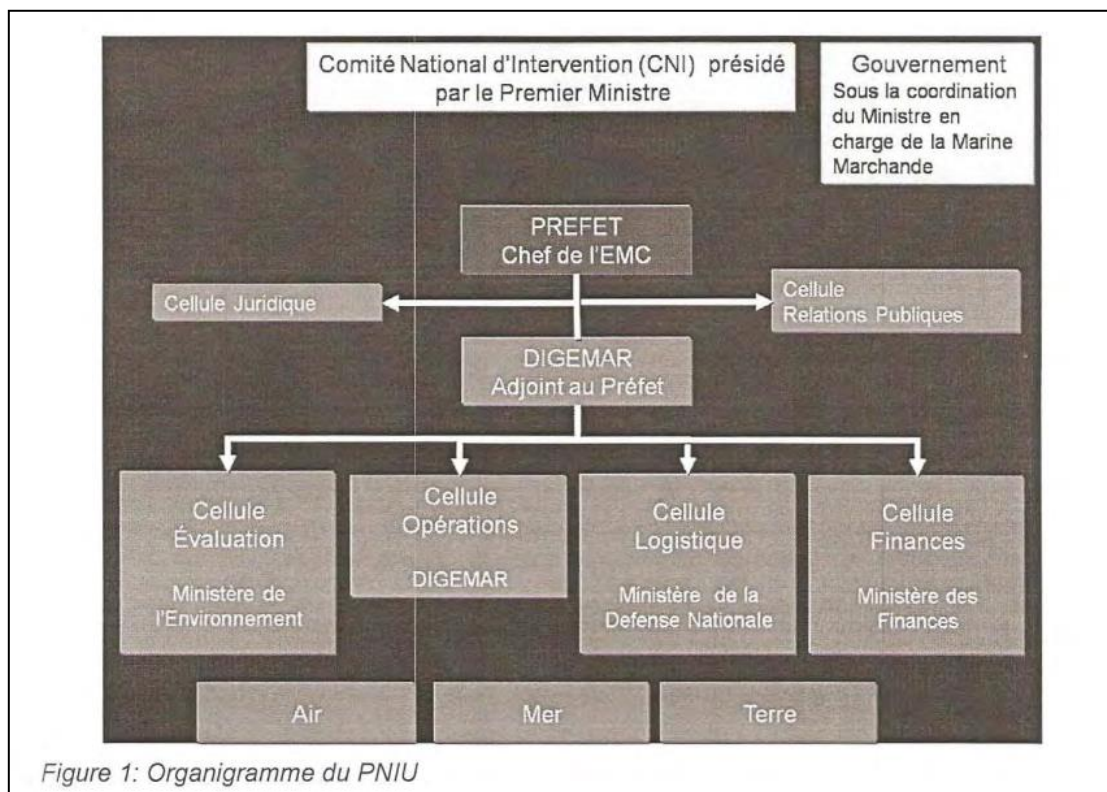 Comité National d'Intervention (CNI) présidé
par le Premier Ministre
Gouvernement
Sous la coordination
du Ministre en
charge de la Marine
Marchande
PREFET
Chef de l'EMC
Cellule Juridique
Cellule
Relations Publiques
DIGEMAR
Adjoint au Préfet
Cellule
Évaluation
Ministère de
l'Environnement
Cellule
Opérations
DIGEMAR
Cellule
Logistique
Ministère de la
Defense Nationale
Cellule
Finances
Ministère des
Finances
Air
Mer
Terre
Figure 1: Organigramme du PNIU